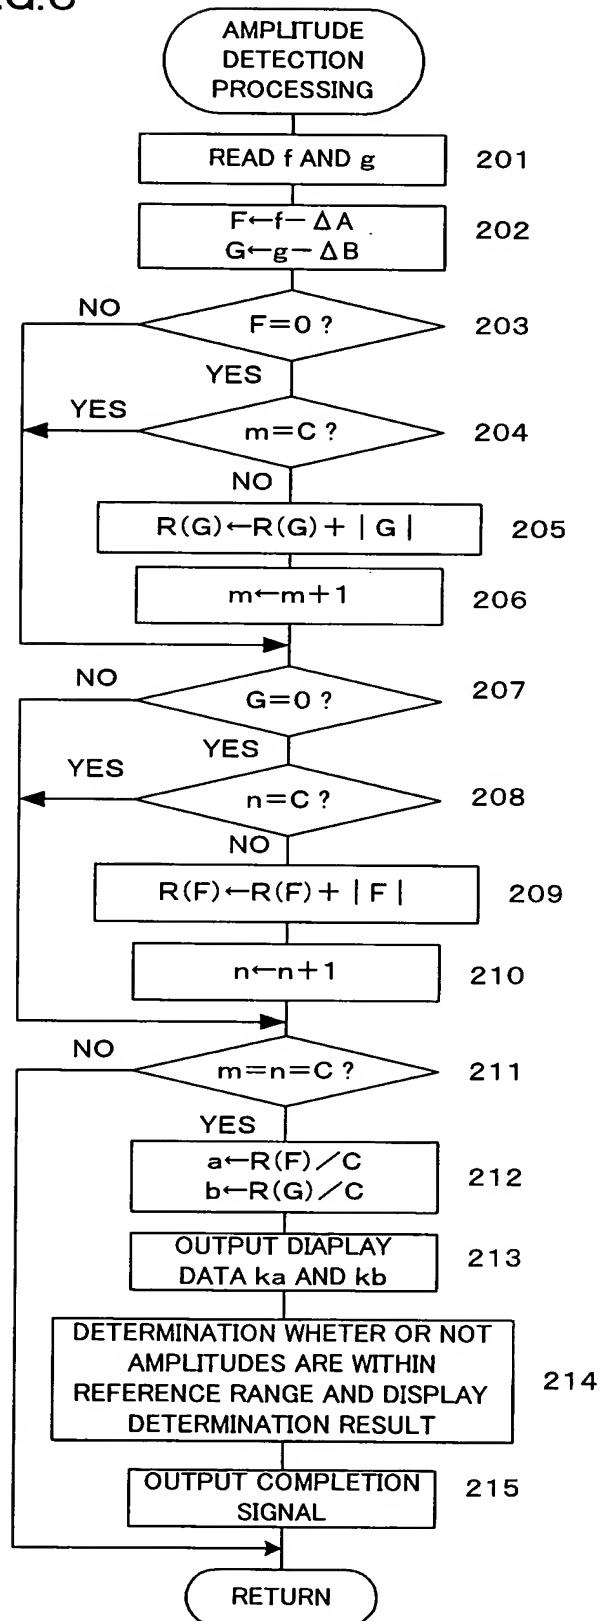 AMPLITUDE
DETECTION
PROCESSING
READ f AND g
201
F←f−ΔA
G←g−ΔB
202
F=0 ?
203
NO
YES
m=C ?
204
YES
NO
R(G)←R(G)+|G|
205
m←m+1
206
G=0 ?
207
NO
YES
n=C ?
208
YES
NO
R(F)←R(F)+|F|
209
n←n+1
210
m=n=C ?
211
NO
YES
a←R(F)/C
b←R(G)/C
212
OUTPUT DIAPLAY
DATA ka AND kb
213
DETERMINATION WHETER OR NOT
AMPLITUDES ARE WITHIN
REFERENCE RANGE AND DISPLAY
DETERMINATION RESULT
214
OUTPUT COMPLETION
SIGNAL
215
RETURN